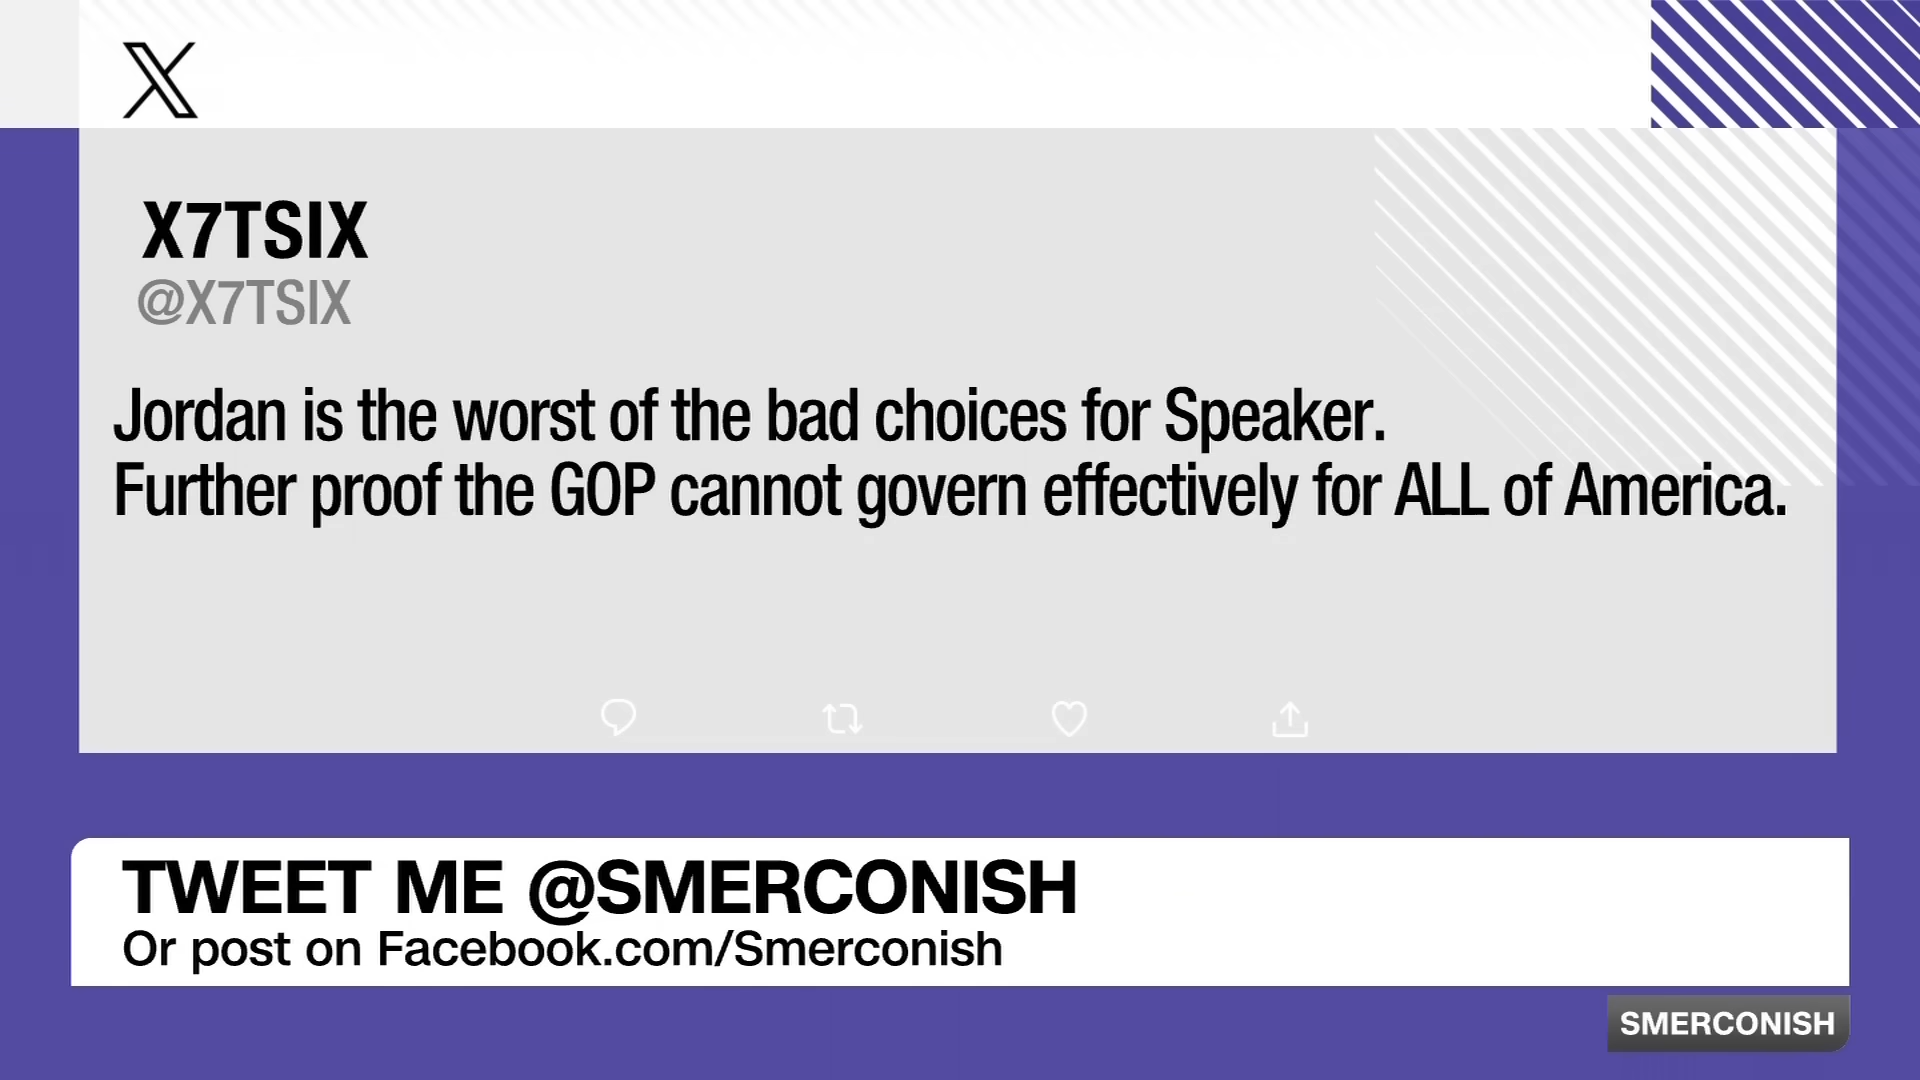 X7TSIX
@X7TSIX
Jordan is the worst of the bad choices for Speaker.
Further proof the GOP cannot govern effectively for ALL of America.
TWEET ME @SMERCONISH
Or post on Facebook.com/Smerconish
SMERCONISH